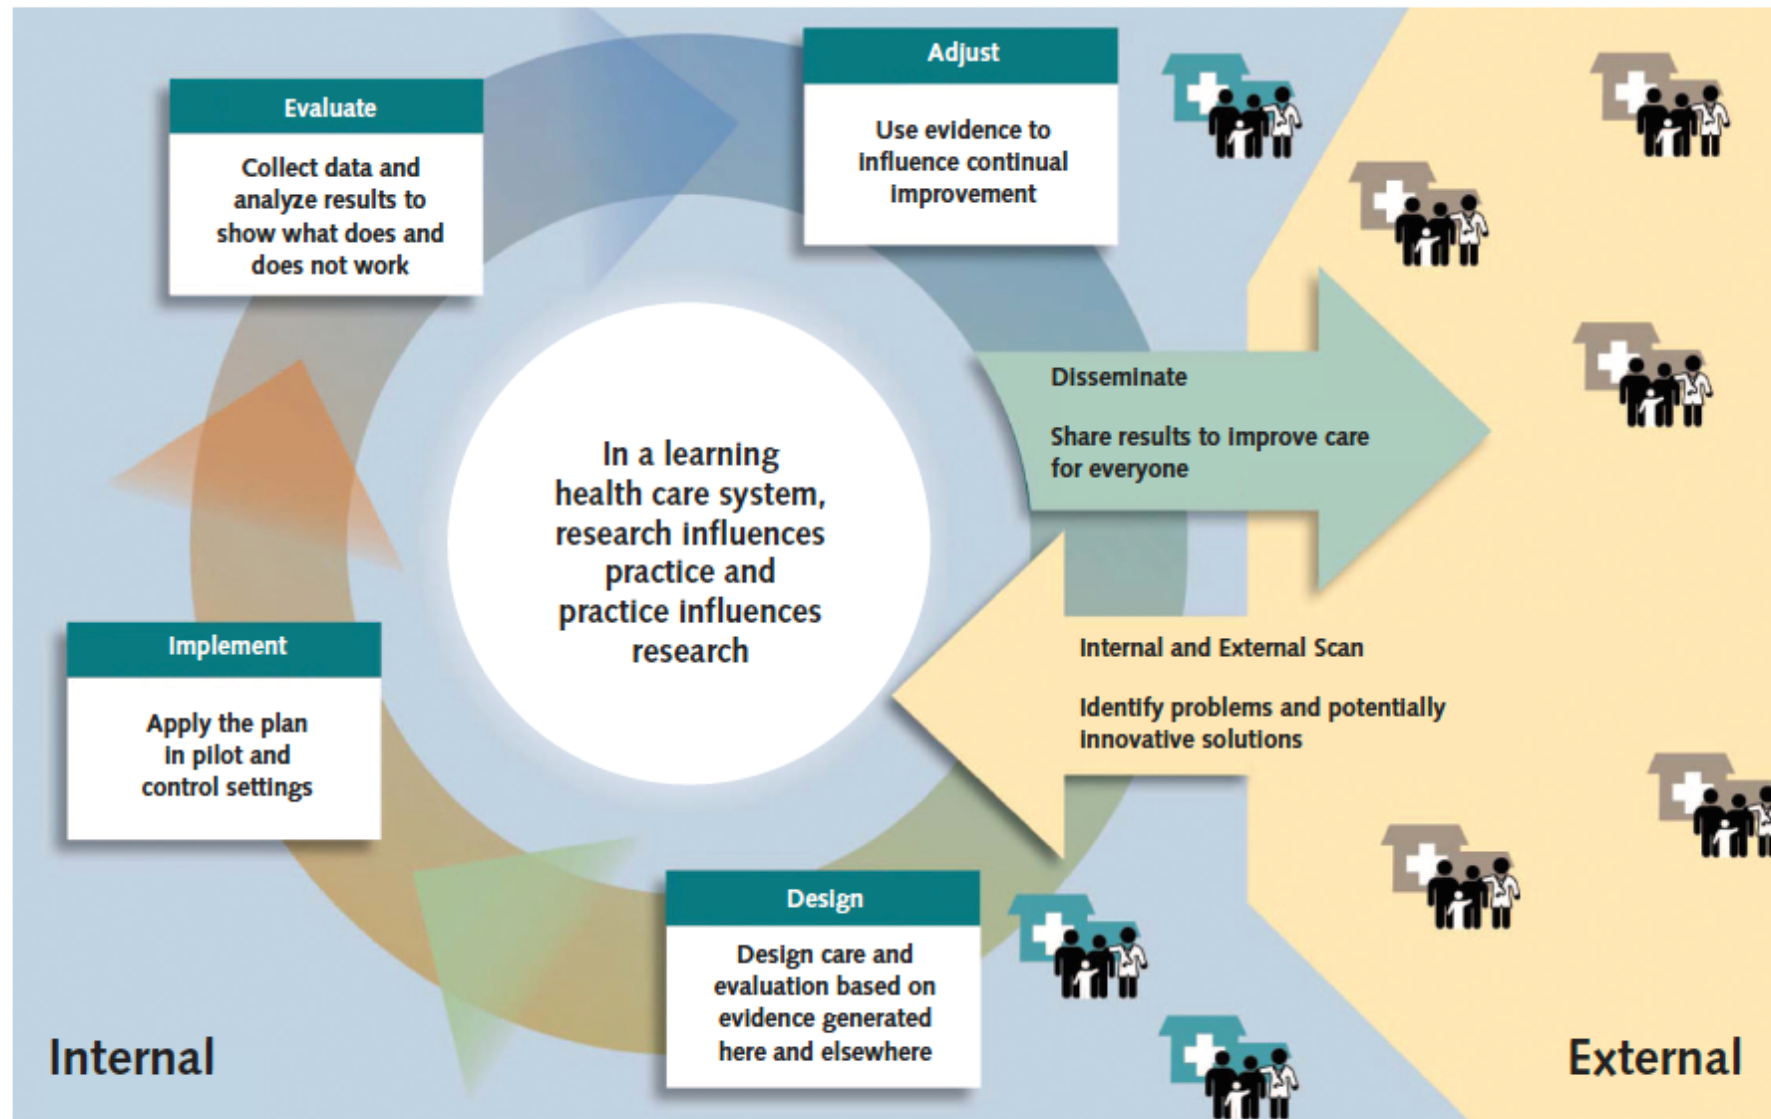 Evaluate
Collect data and
analyze results to
show what does and
does not work
Adjust
Use evidence to
influence continual
improvement
In a learning
health care system,
research influences
practice and
practice influences
research
Disseminate
Share results to improve care
for everyone
Internal and External Scan
Identify problems and potentially
innovative solutions
Implement
Apply the plan
in pilot and
control settings
Design
Design care and
evaluation based on
evidence generated
here and elsewhere
Internal
External